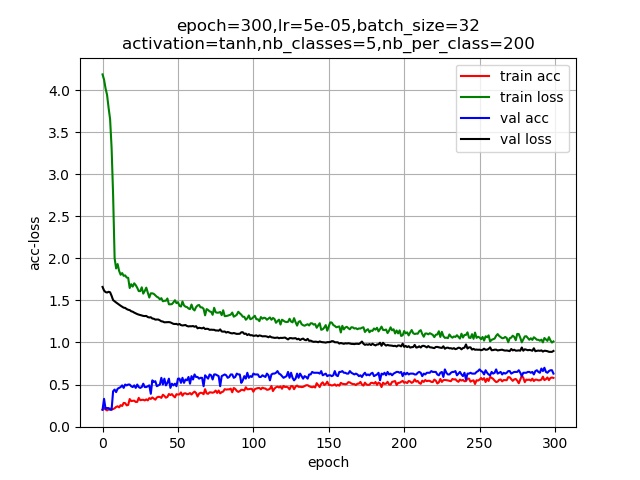 epoch=300,lr=5e-05,batch_size=32
activation=tanh,nb_classes=5,nb_per_class=200
train acc
train loss
val acc
val loss
acc-loss
4.0
3.5
3.0
2.5
2.0
1.5
1.0
0.5
0.0
0 50 100 150 200 250 300
epoch